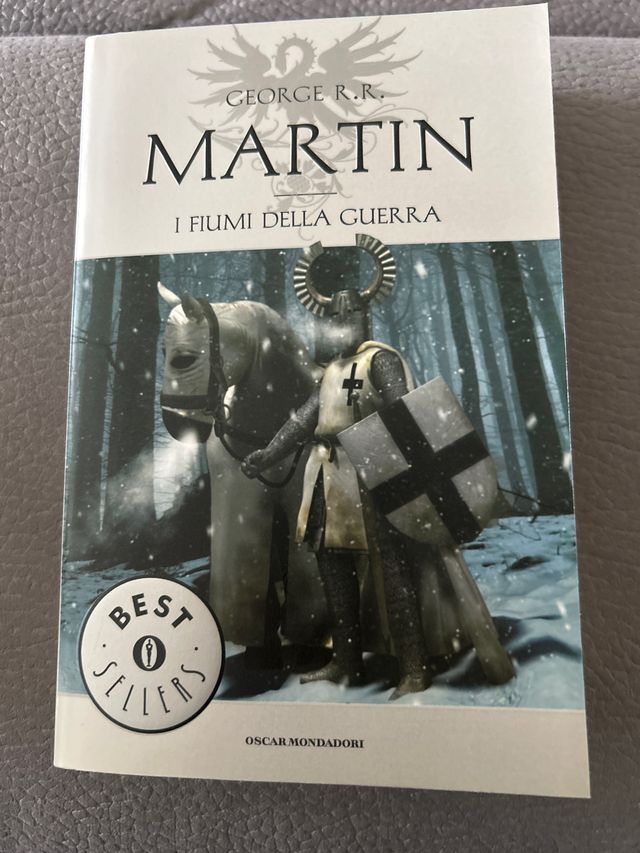 GEORGE R.R.
MARTIN
I FIUMI DELLA GUERRA
BEST
SELLERS
OSCAR MONDADORI